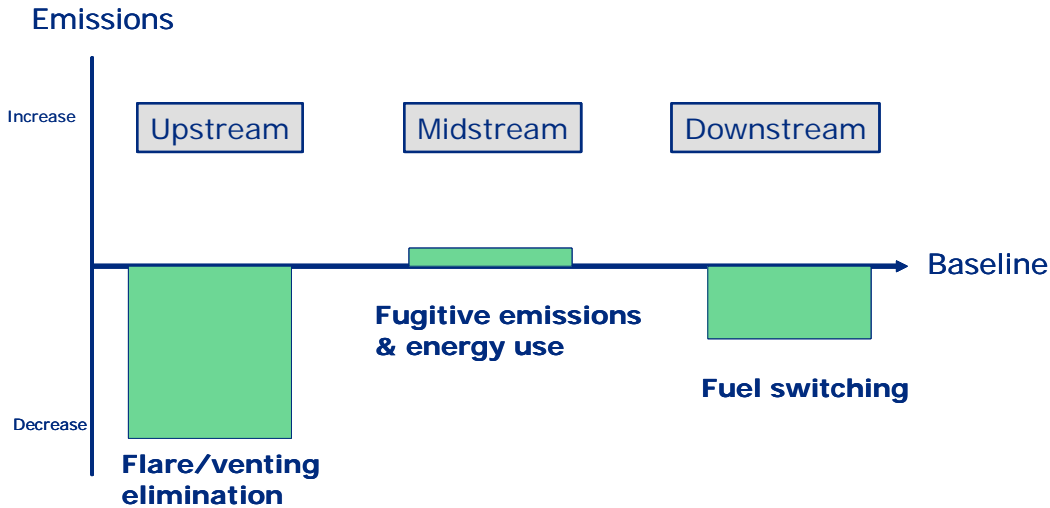 Emissions
Increase
Upstream
Midstream
Downstream
Baseline
Fugitive emissions
& energy use
Fuel switching
Decrease
Flare/venting
elimination